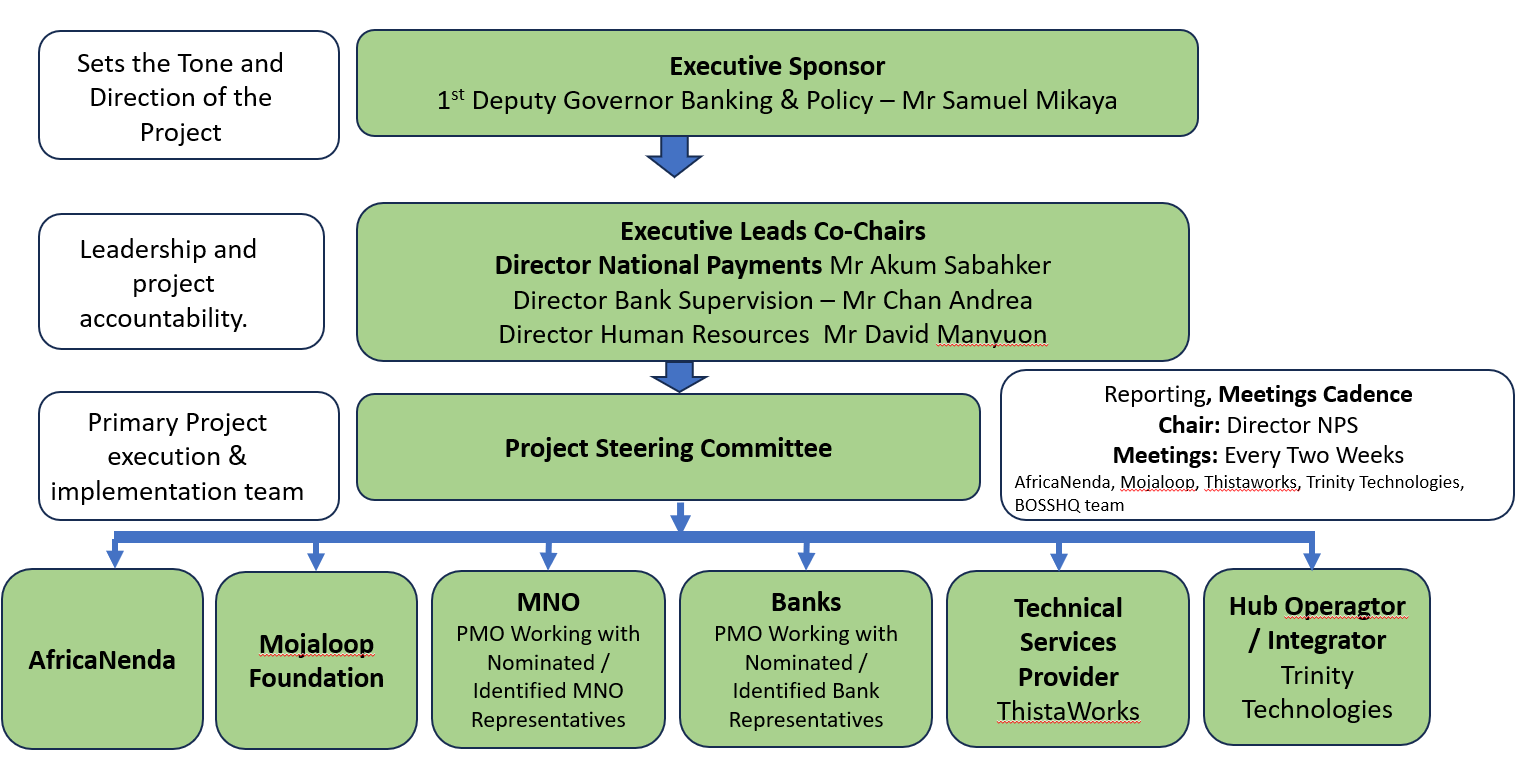 Sets the Tone and
Direction of the
Project
Executive Sponsor
1st Deputy Governor Banking & Policy – Mr Samuel Mikaya
Leadership and
project
accountability.
Executive Leads Co-Chairs
Director National Payments Mr Akum Sabahker
Director Bank Supervision – Mr Chan Andrea
Director Human Resources  Mr David Manyuon
Primary Project
execution &
implementation team
Project Steering Committee
Reporting, Meetings Cadence
Chair: Director NPS
Meetings: Every Two Weeks
AfricaNenda, Mojaloop, Thistaworks, Trinity Technologies,
BOSSHQ team
AfricaNenda
Mojaloop
Foundation
MNO
PMO Working with
Nominated /
Identified MNO
Representatives
Banks
PMO Working with
Nominated /
Identified Bank
Representatives
Technical
Services
Provider
ThistaWorks
Hub Operagtor
/ Integrator
Trinity
Technologies